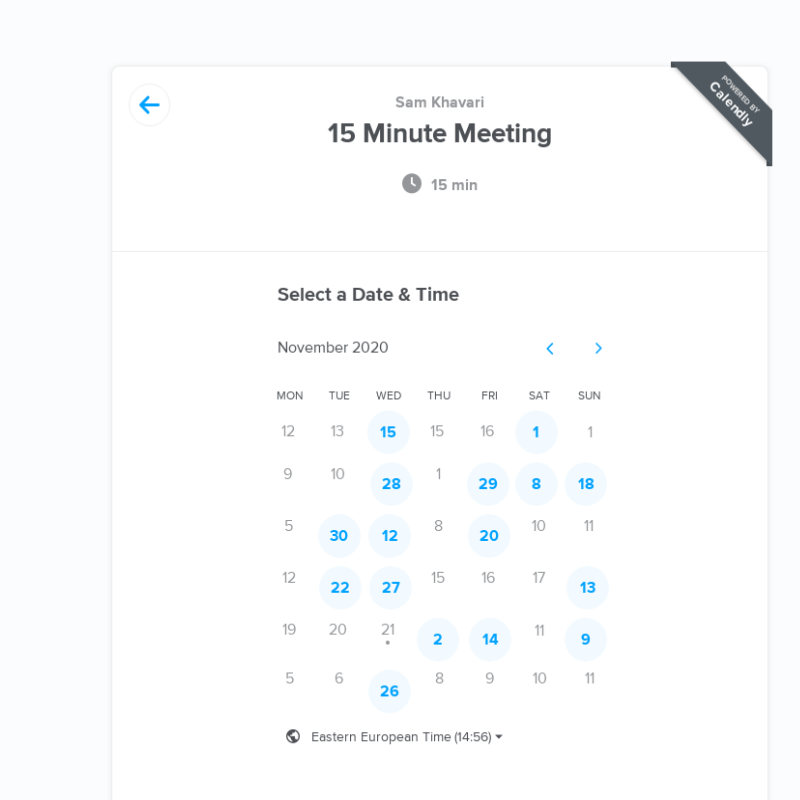 POWERED BY
Calendly
Sam Khavari
15 Minute Meeting
15 min
Select a Date & Time
November 2020
MON TUE WED THU FRI SAT SUN
12 13 15 15 16 1 1
9 10 28 1 29 8 18
5 30 12 8 20 10 11
12 22 27 15 16 17 13
19 20 21 2 14 11 9
5 6 26 8 9 10 11
Eastern European Time (14:56)